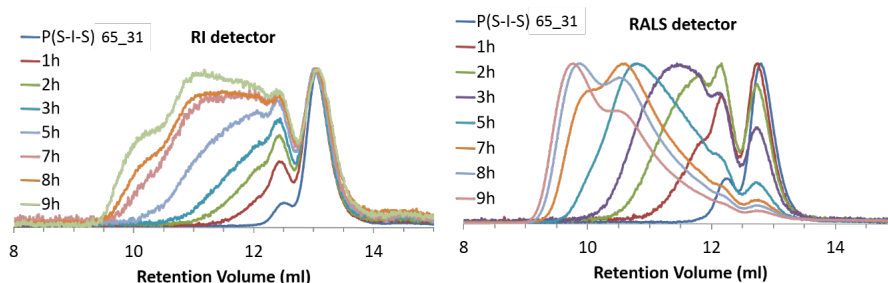 P(S-I-S) 65_31
RI detector
1h
2h
3h
5h
7h
8h
9h
8 10 12 14
Retention Volume (ml)
P(S-I-S) 65_31
RALS detector
1h
2h
3h
5h
7h
8h
9h
8 10 12 14
Retention Volume (ml)